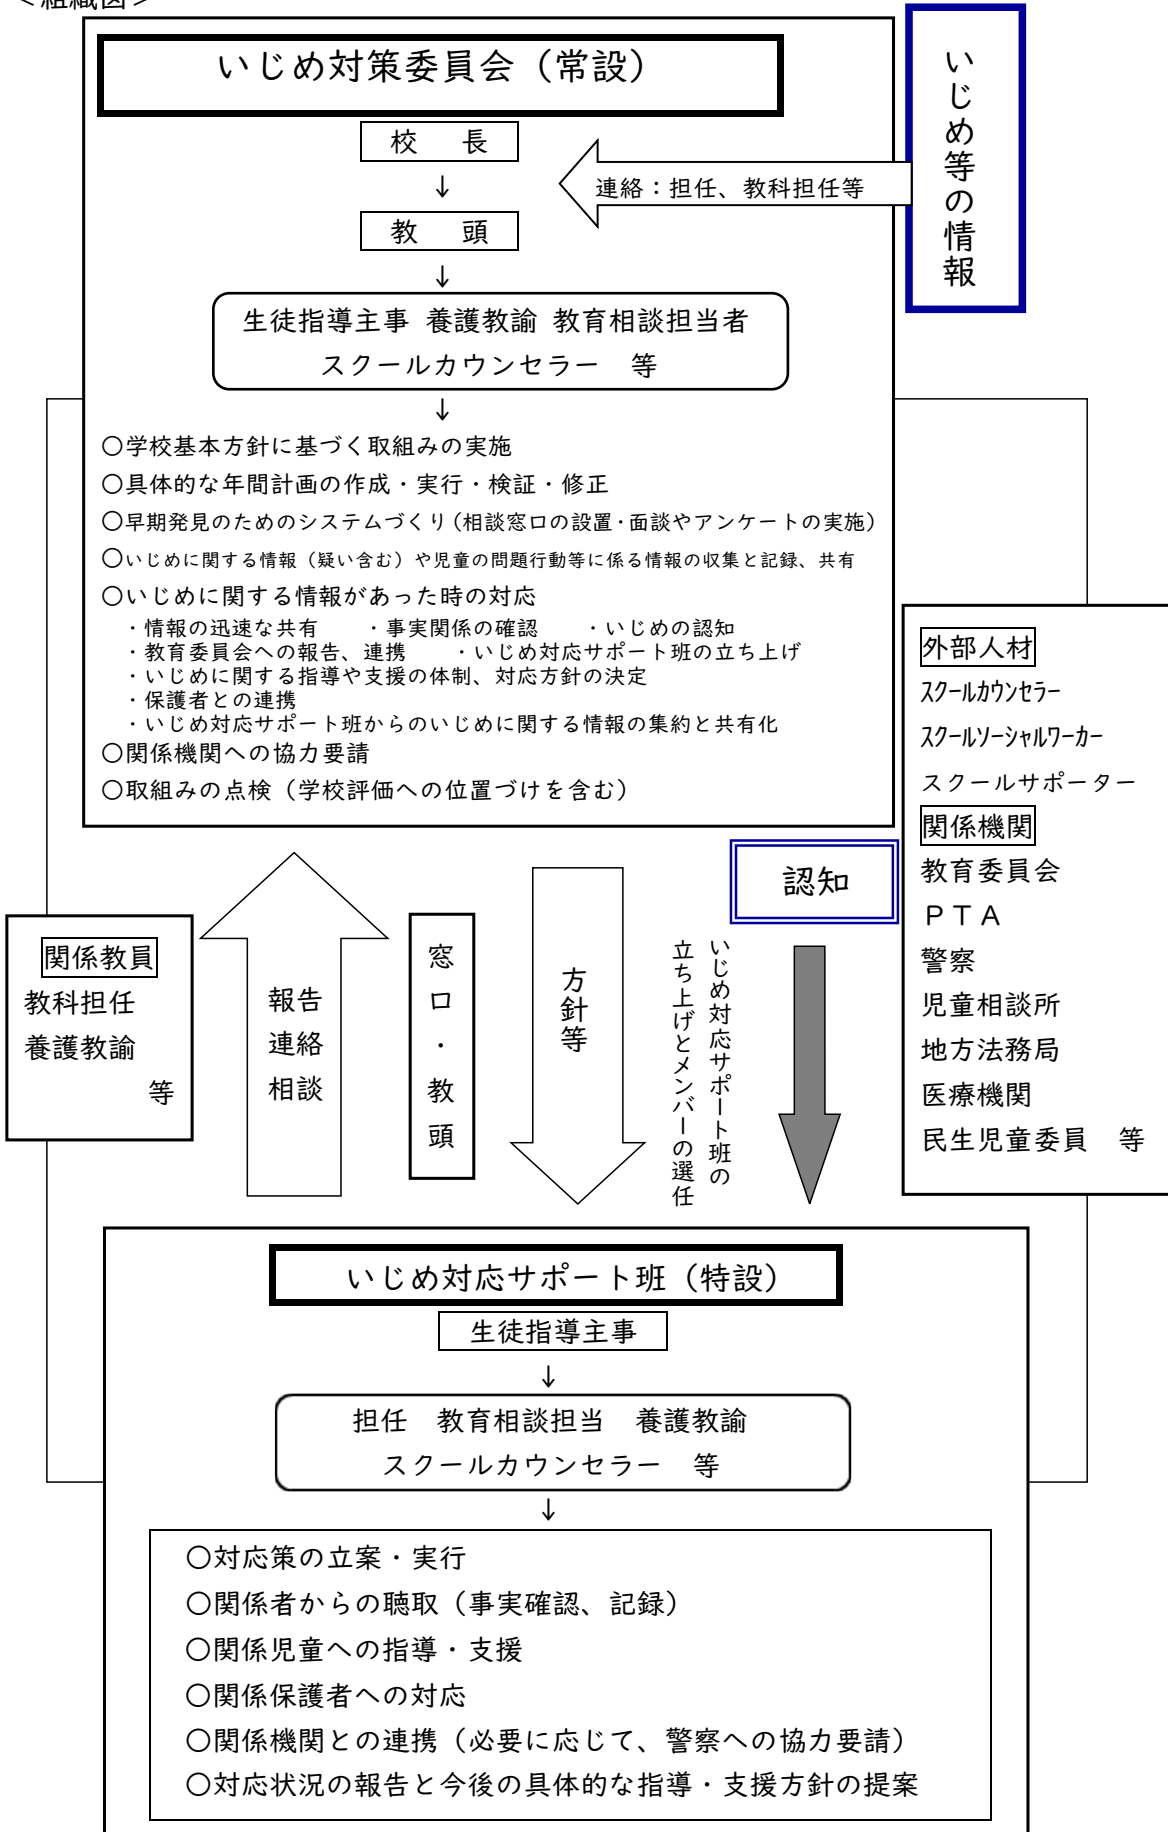 ＜組織図＞
いじめ対策委員会（常設）
校　長
↓
教　頭
↓
生徒指導主事 養護教諭 教育相談担当者
スクールカウンセラー　等
↓
連絡：担任、教科担任等
いじめ等の情報
○学校基本方針に基づく取組みの実施
○具体的な年間計画の作成・実行・検証・修正
○早期発見のためのシステムづくり（相談窓口の設置・面談やアンケートの実施）
○いじめに関する情報（疑い含む）や児童の問題行動等に係る情報の収集と記録、共有
○いじめに関する情報があった時の対応
・情報の迅速な共有　　・事実関係の確認　　・いじめの認知
・教育委員会への報告、連携　　・いじめ対応サポート班の立ち上げ
・いじめに関する指導や支援の体制、対応方針の決定
・保護者との連携
・いじめ対応サポート班からのいじめに関する情報の集約と共有化
○関係機関への協力要請
○取組みの点検（学校評価への位置づけを含む）
外部人材
スクールカウンセラー
スクールソーシャルワーカー
スクールサポーター
関係機関
教育委員会
ＰＴＡ
警察
児童相談所
地方法務局
医療機関
民生児童委員　等
関係教員
教科担任
養護教諭
等
報告
連絡
相談
窓口・教頭
方針等
認知
いじめ対応サポート班の
立ち上げとメンバーの選任
いじめ対応サポート班（特設）
生徒指導主事
↓
担任　教育相談担当　養護教諭
スクールカウンセラー　等
↓
○対応策の立案・実行
○関係者からの聴取（事実確認、記録）
○関係児童への指導・支援
○関係保護者への対応
○関係機関との連携（必要に応じて、警察への協力要請）
○対応状況の報告と今後の具体的な指導・支援方針の提案